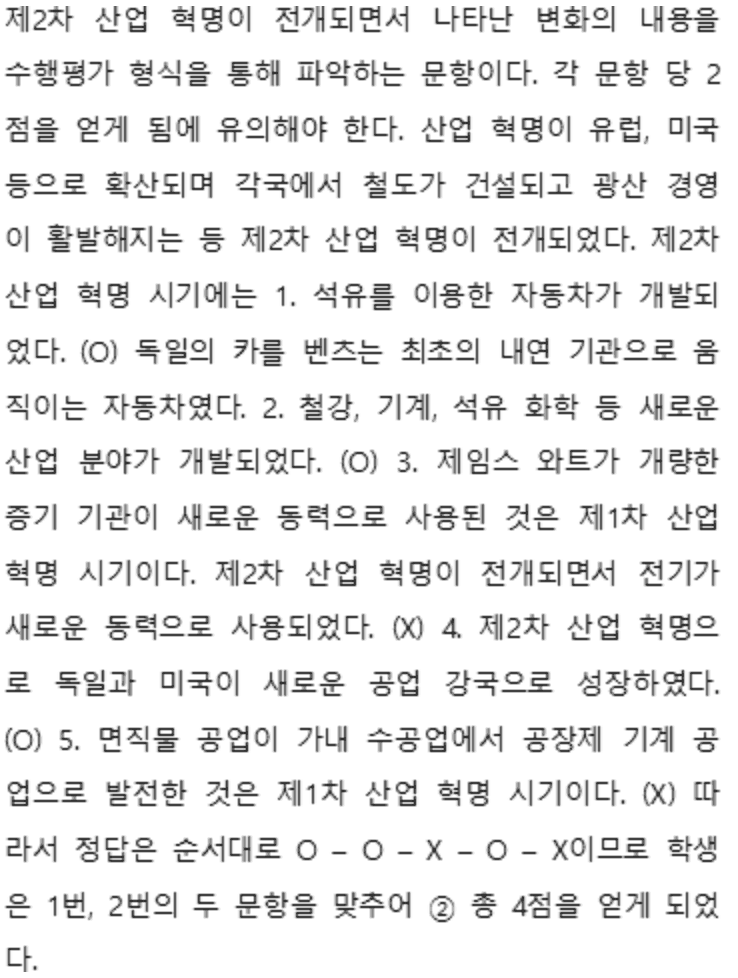 제2차 산업 혁명이 전개되면서 나타난 변화의 내용을
수행평가 형식을 통해 파악하는 문항이다. 각 문항 당 2
점을 얻게 됨에 유의해야 한다. 산업 혁명이 유럽, 미국
등으로 확산되며 각국에서 철도가 건설되고 광산 경영
이 활발해지는 등 제2차 산업 혁명이 전개되었다. 제2차
산업 혁명 시기에는 1. 석유를 이용한 자동차가 개발되
었다. (O) 독일의 카를 벤츠는 최초의 내연 기관으로 움
직이는 자동차였다. 2. 철강, 기계, 석유 화학 등 새로운
산업 분야가 개발되었다. (O) 3. 제임스 와트가 개량한
증기 기관이 새로운 동력으로 사용된 것은 제1차 산업
혁명 시기이다. 제2차 산업 혁명이 전개되면서 전기가
새로운 동력으로 사용되었다. (X) 4. 제2차 산업 혁명으
로 독일과 미국이 새로운 공업 강국으로 성장하였다.
(O) 5. 면직물 공업이 가내 수공업에서 공장제 기계 공
업으로 발전한 것은 제1차 산업 혁명 시기이다. (X) 따
라서 정답은 순서대로 O – O – X – O – X이므로 학생
은 1번, 2번의 두 문항을 맞추어 ② 총 4점을 얻게 되었
다.